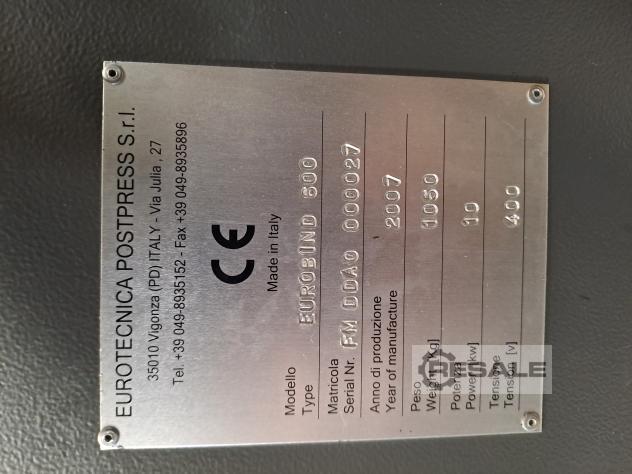 EUROTECNICA POSTPRESS S.r.l.
35010 Vigonza (PD) ITALY - Via Julia , 27
Tel. +39 049-8935152 - Fax +39 049-8935896
CE
Made in Italy
Modello
Type EUROBIND 600
Matricola
Serial Nr. FM DDA0 000027
Anno di produzione
Year of manufacture 2007
Peso
Weight [Kg] 1050
Potenza
Power [kw] 10
Tensione
Tension [v] 400
RESALE